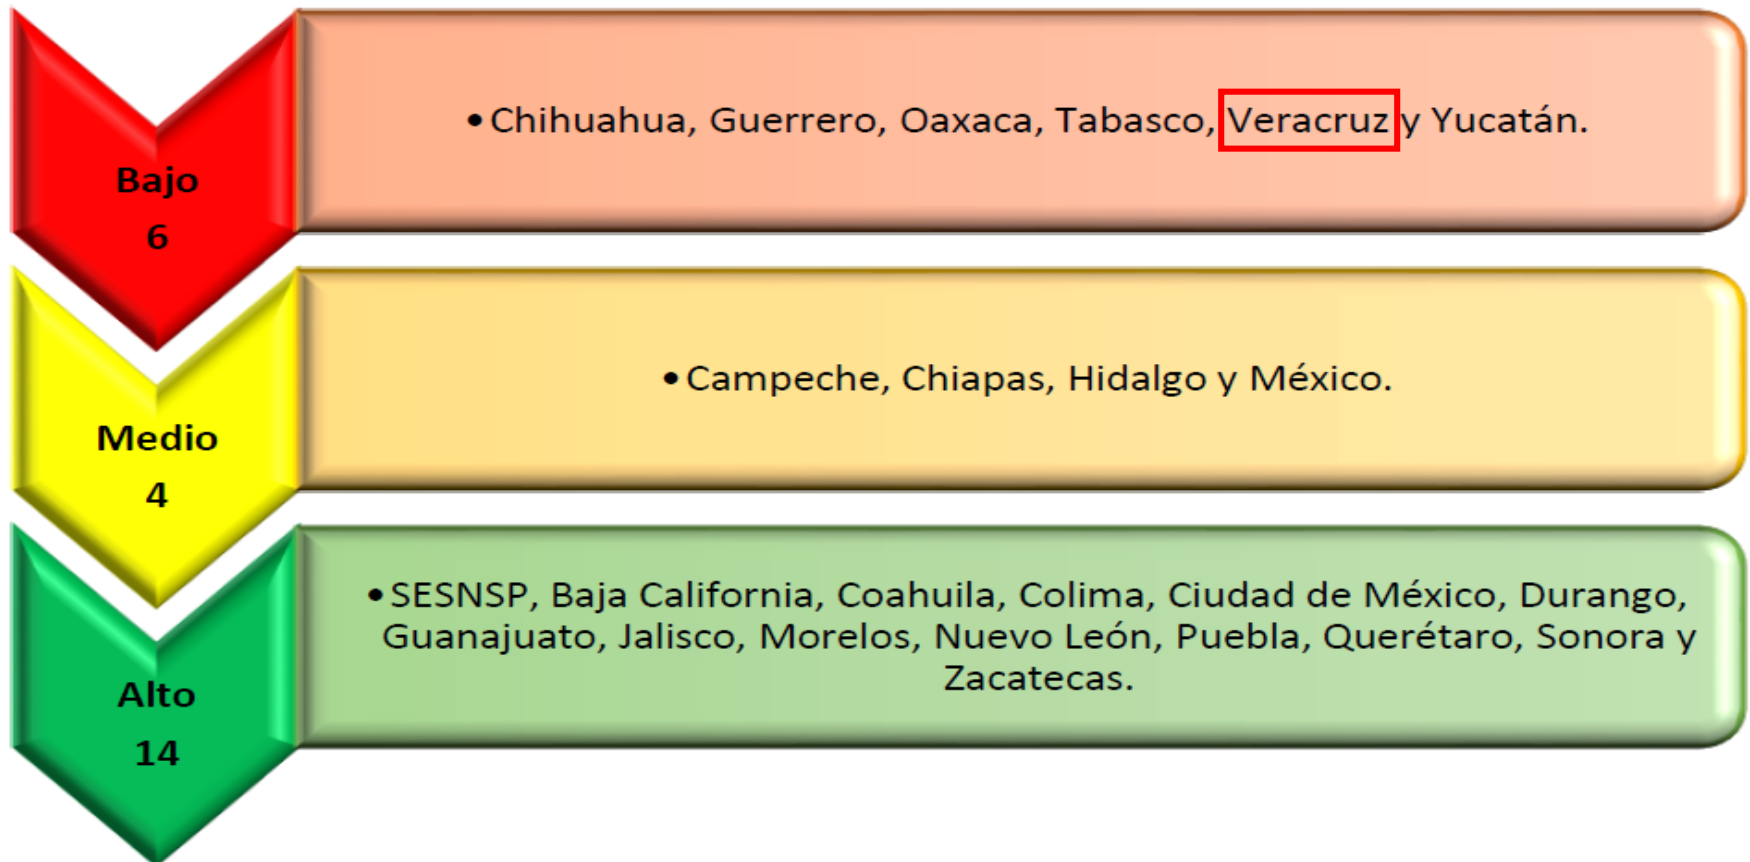 Bajo
6
•Chihuahua, Guerrero, Oaxaca, Tabasco, Veracruz y Yucatán.
Medio
4
•Campeche, Chiapas, Hidalgo y México.
Alto
14
•SESNSP, Baja California, Coahuila, Colima, Ciudad de México, Durango,
Guanajuato, Jalisco, Morelos, Nuevo León, Puebla, Querétaro, Sonora y
Zacatecas.